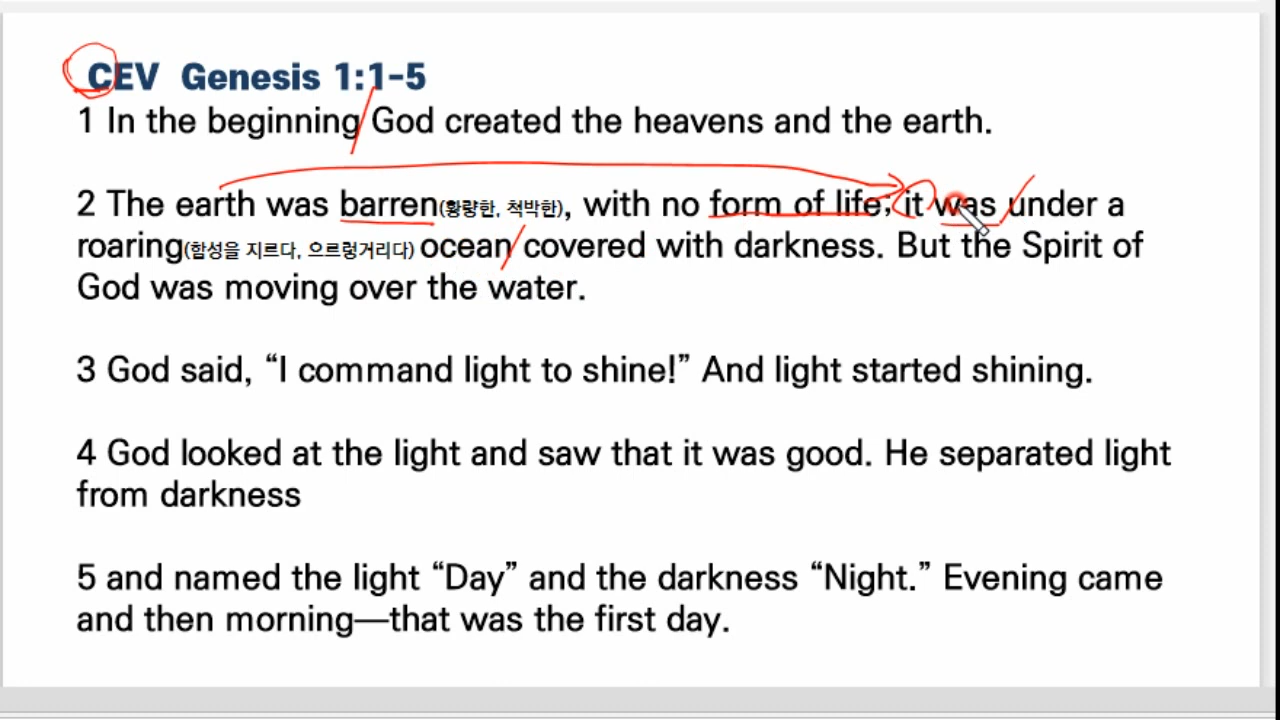 CEV Genesis 1:1-5
1 In the beginning God created the heavens and the earth.
2 The earth was barren(황량한, 척박한), with no form of life; it was under a
roaring(함성을 지르다, 으르렁거리다) ocean covered with darkness. But the Spirit of
God was moving over the water.
3 God said, “I command light to shine!” And light started shining.
4 God looked at the light and saw that it was good. He separated light
from darkness
5 and named the light “Day” and the darkness “Night.” Evening came
and then morning—that was the first day.